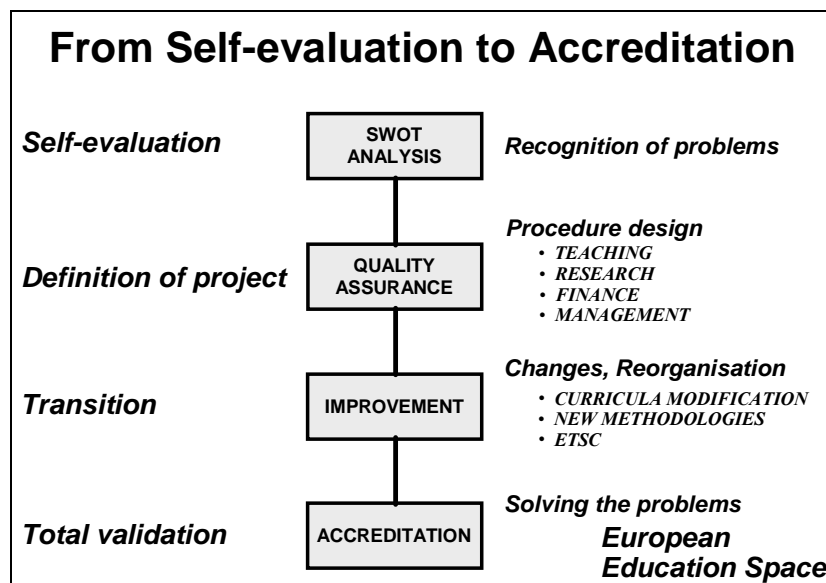 From Self-evaluation to Accreditation
Self-evaluation
SWOT
ANALYSIS
Recognition of problems
Definition of project
QUALITY
ASSURANCE
Procedure design
• TEACHING
• RESEARCH
• FINANCE
• MANAGEMENT
Transition
IMPROVEMENT
Changes, Reorganisation
• CURRICULA MODIFICATION
• NEW METHODOLOGIES
• ETSC
Total validation
ACCREDITATION
Solving the problems
European
Education Space